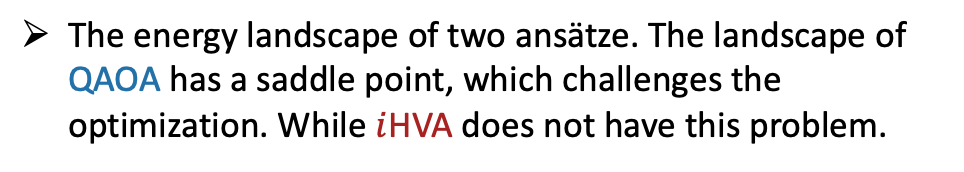 ➢ The energy landscape of two ansätze. The landscape of
QAOA has a saddle point, which challenges the
optimization. While iHVA does not have this problem.